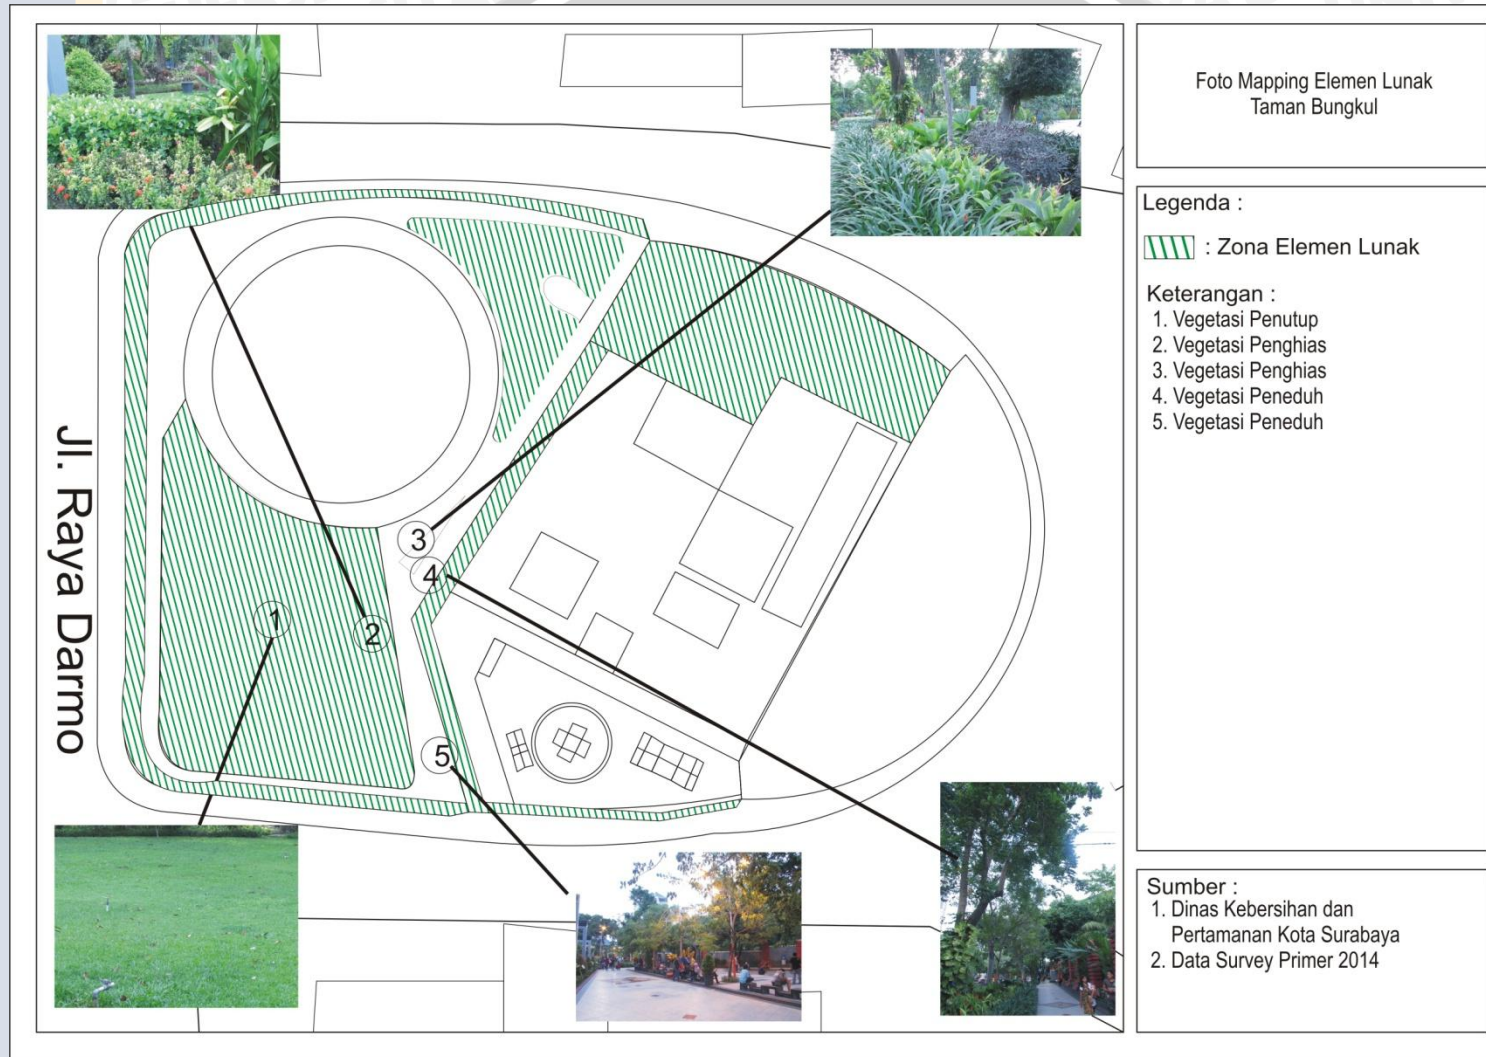 Foto Mapping Elemen Lunak
Taman Bungkul
Legenda :
: Zona Elemen Lunak
Keterangan :
1. Vegetasi Penutup
2. Vegetasi Penghias
3. Vegetasi Penghias
4. Vegetasi Peneduh
5. Vegetasi Peneduh
Sumber :
1. Dinas Kebersihan dan
Pertamanan Kota Surabaya
2. Data Survey Primer 2014
Jl. Raya Darmo
3
4
1
2
5